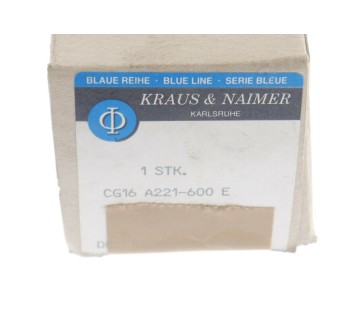 BLAUE REIHE · BLUE LINE · SERIE BLEUE
KRAUS & NAIMER
KARLSRUHE
1 STK.
CG16 A221-600 E